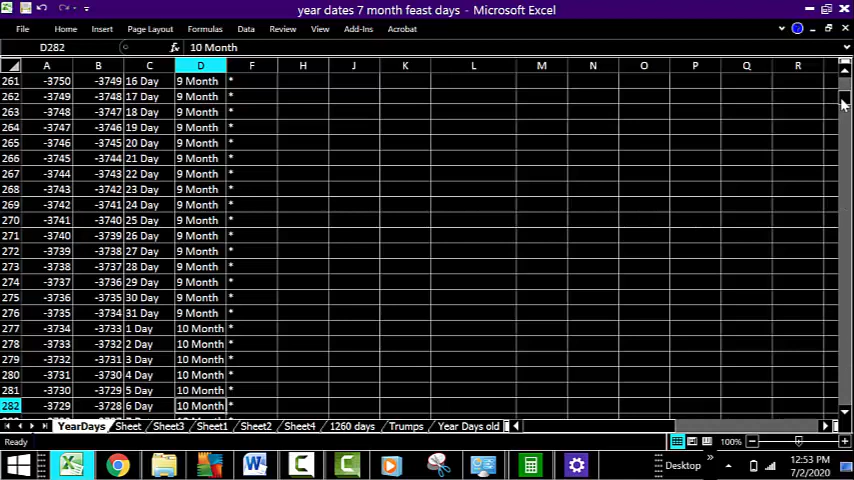 year dates 7 month feast days - Microsoft Excel
File Home Insert Page Layout Formulas Data Review View Add-Ins Acrobat
D282 fx 10 Month
A B C D F H J K L M N O P Q R
261 -3750 -3749 16 Day 9 Month *
262 -3749 -3748 17 Day 9 Month *
263 -3748 -3747 18 Day 9 Month *
264 -3747 -3746 19 Day 9 Month *
265 -3746 -3745 20 Day 9 Month *
266 -3745 -3744 21 Day 9 Month *
267 -3744 -3743 22 Day 9 Month *
268 -3743 -3742 23 Day 9 Month *
269 -3742 -3741 24 Day 9 Month *
270 -3741 -3740 25 Day 9 Month *
271 -3740 -3739 26 Day 9 Month *
272 -3739 -3738 27 Day 9 Month *
273 -3738 -3737 28 Day 9 Month *
274 -3737 -3736 29 Day 9 Month *
275 -3736 -3735 30 Day 9 Month *
276 -3735 -3734 31 Day 9 Month *
277 -3734 -3733 1 Day 10 Month *
278 -3733 -3732 2 Day 10 Month *
279 -3732 -3731 3 Day 10 Month *
280 -3731 -3730 4 Day 10 Month *
281 -3730 -3729 5 Day 10 Month *
282 -3729 -3728 6 Day 10 Month *
YearDays Sheet Sheet3 Sheet1 Sheet2 Sheet4 1260 days Trumps Year Days old
Ready 100%
Desktop 12:53 PM
7/2/2020